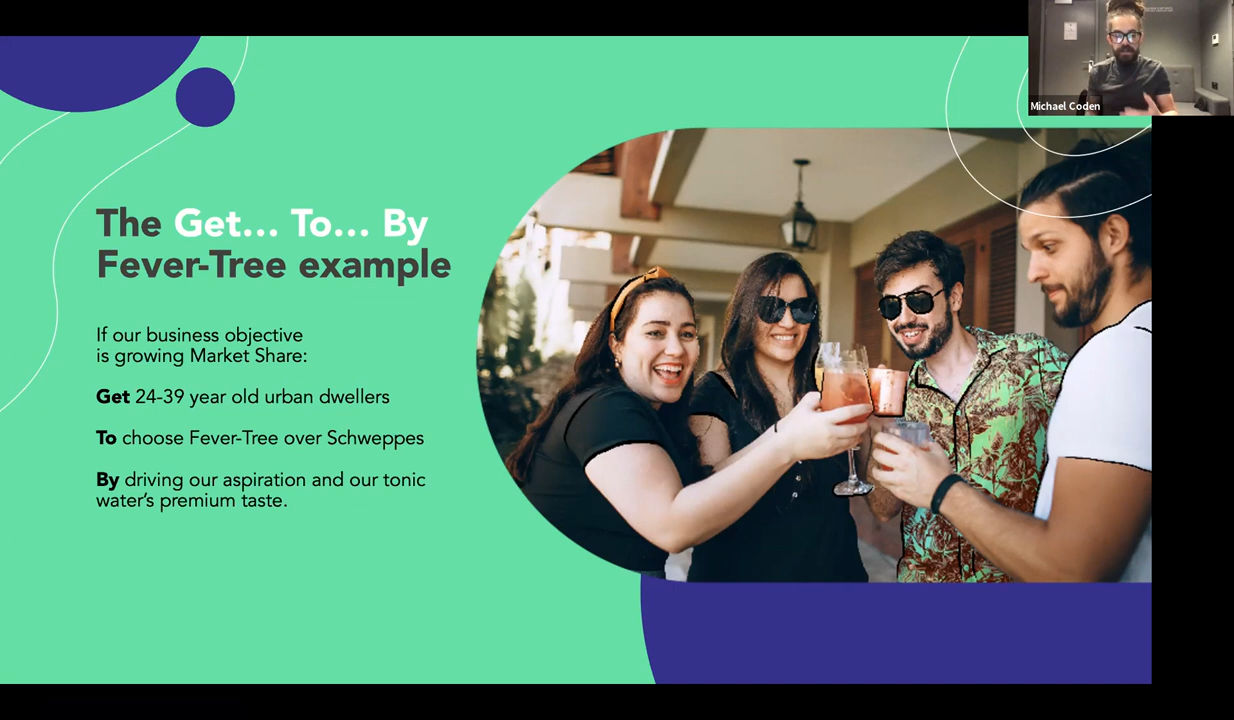 Michael Coden
The Get... To... By
Fever-Tree example
If our business objective
is growing Market Share:
Get 24-39 year old urban dwellers
To choose Fever-Tree over Schweppes
By driving our aspiration and our tonic
water's premium taste.